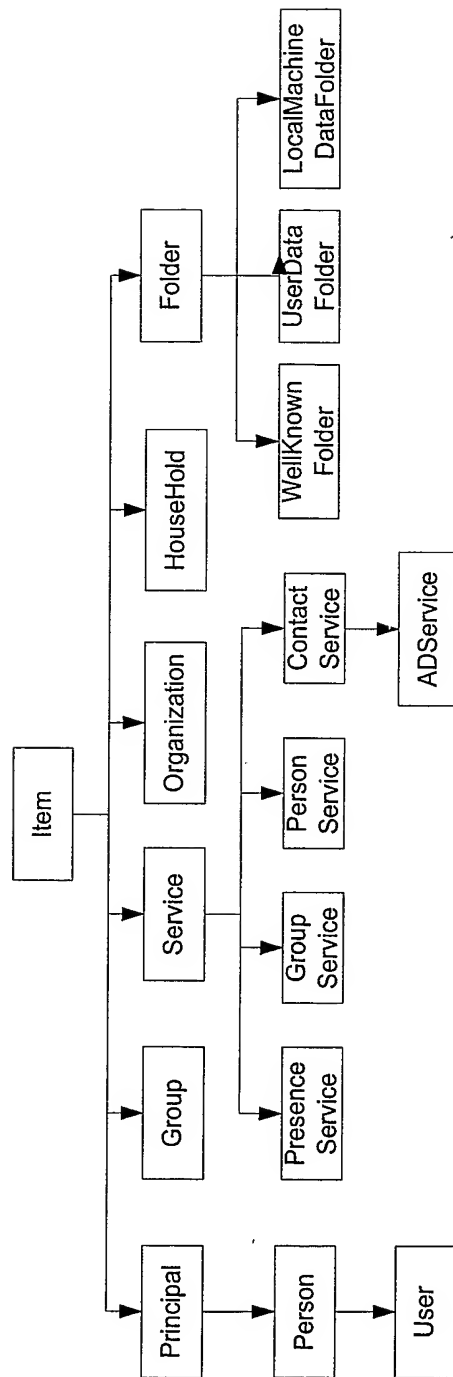 Item
Principal
Group
Service
Organization
HouseHold
Folder
Person
Presence
Service
Group
Service
Person
Service
Contact
Service
WellKnown
Folder
UserData
Folder
LocalMachine
DataFolder
User
ADService